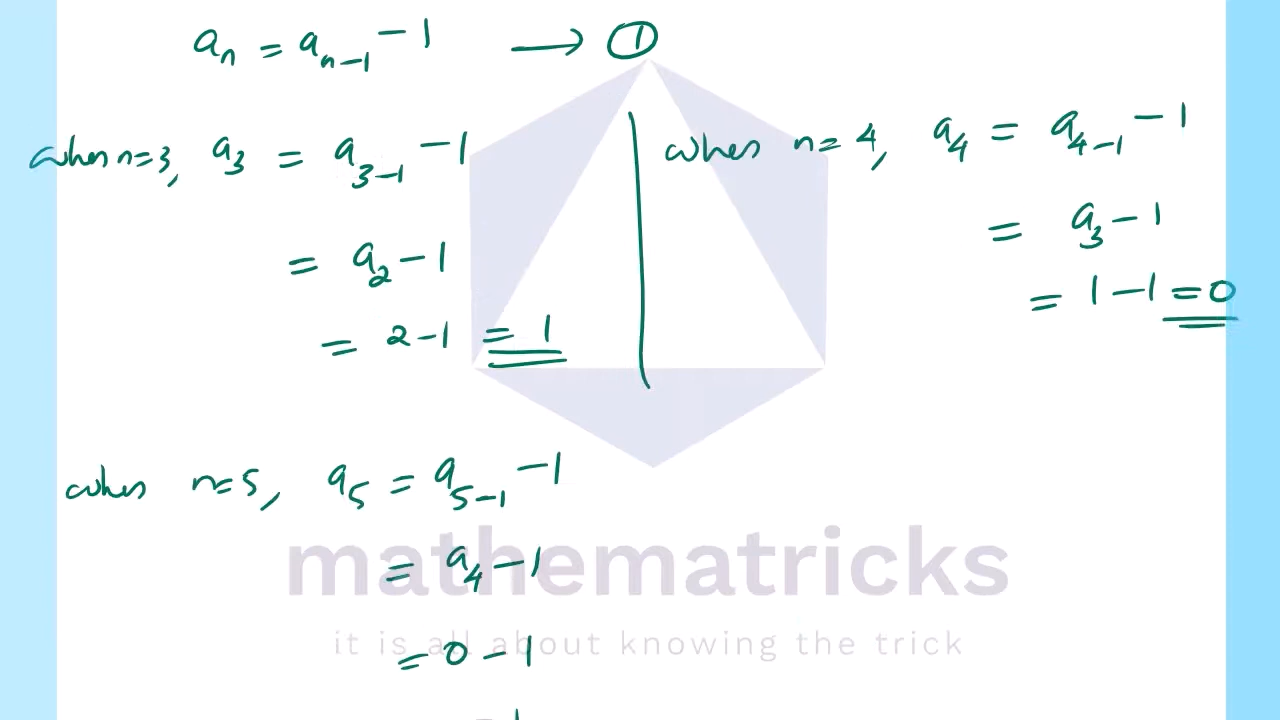 aₙ = aₙ₋₁ − 1 → ①
when n=3, a₃ = a₃₋₁ − 1
= a₂ − 1
= 2 − 1 = 1
when n=4, a₄ = a₄₋₁ − 1
= a₃ − 1
= 1 − 1 = 0
when n=5, a₅ = a₅₋₁ − 1
= a₄ − 1
= 0 − 1
mathematricks
it is all about knowing the trick